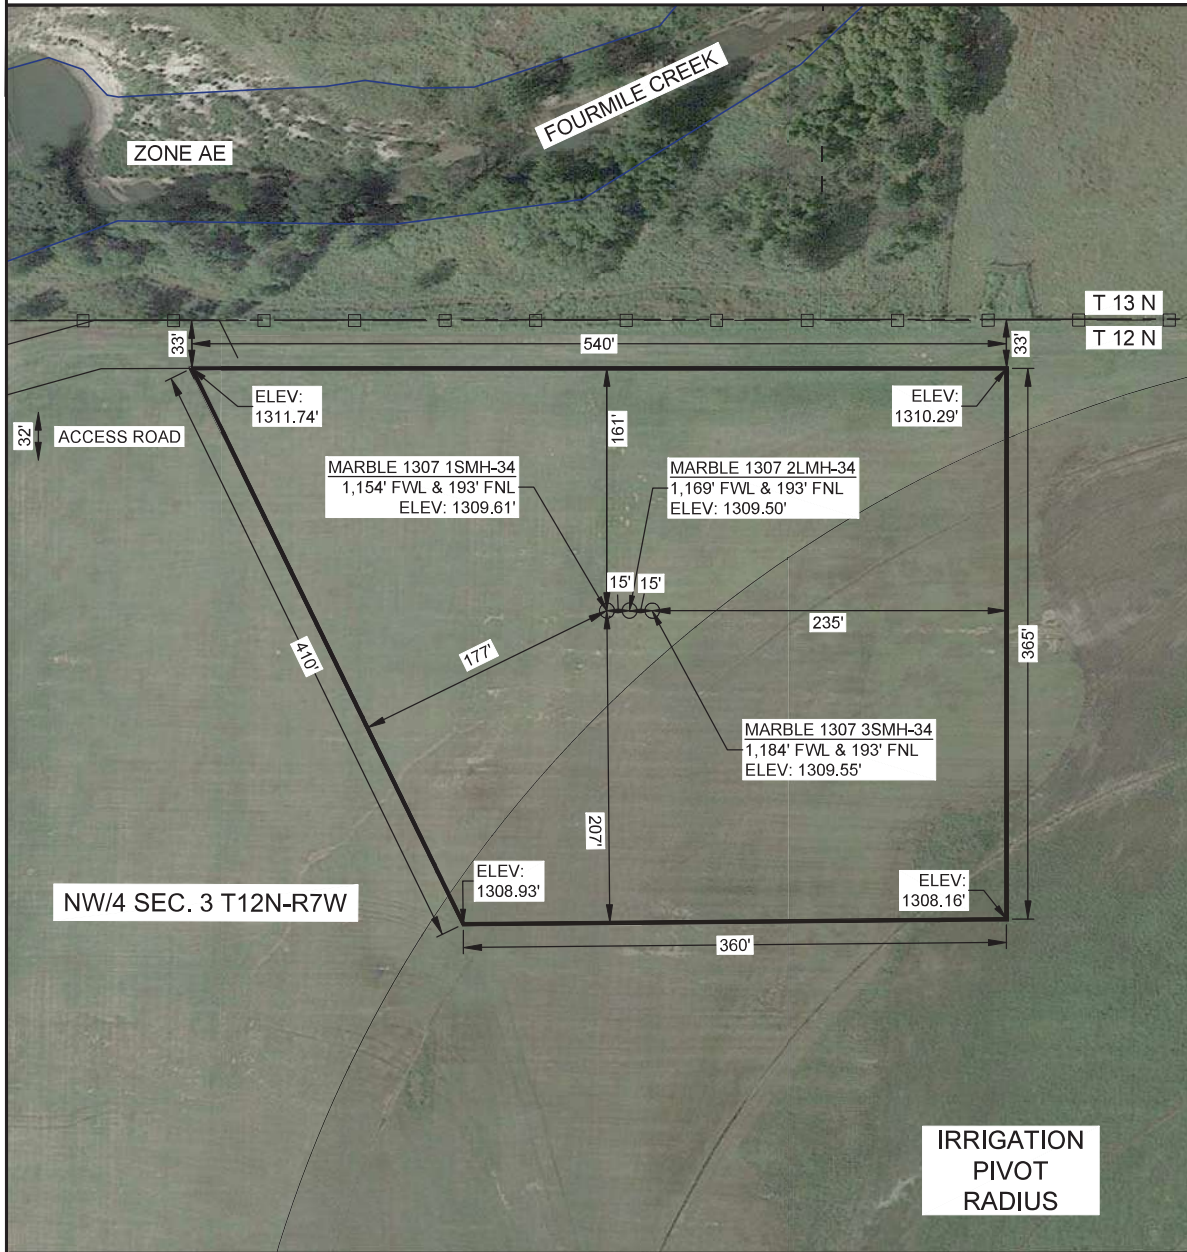 FOURMILE CREEK
ZONE AE
T 13 N
T 12 N
33'
540'
33'
ELEV:
1311.74'
ELEV:
1310.29'
32'
ACCESS ROAD
161'
MARBLE 1307 1SMH-34
1,154' FWL & 193' FNL
ELEV: 1309.61'
MARBLE 1307 2LMH-34
1,169' FWL & 193' FNL
ELEV: 1309.50'
15'
15'
235'
410'
177'
365'
MARBLE 1307 3SMH-34
1,184' FWL & 193' FNL
ELEV: 1309.55'
207'
NW/4 SEC. 3 T12N-R7W
ELEV:
1308.93'
ELEV:
1308.16'
360'
IRRIGATION
PIVOT
RADIUS